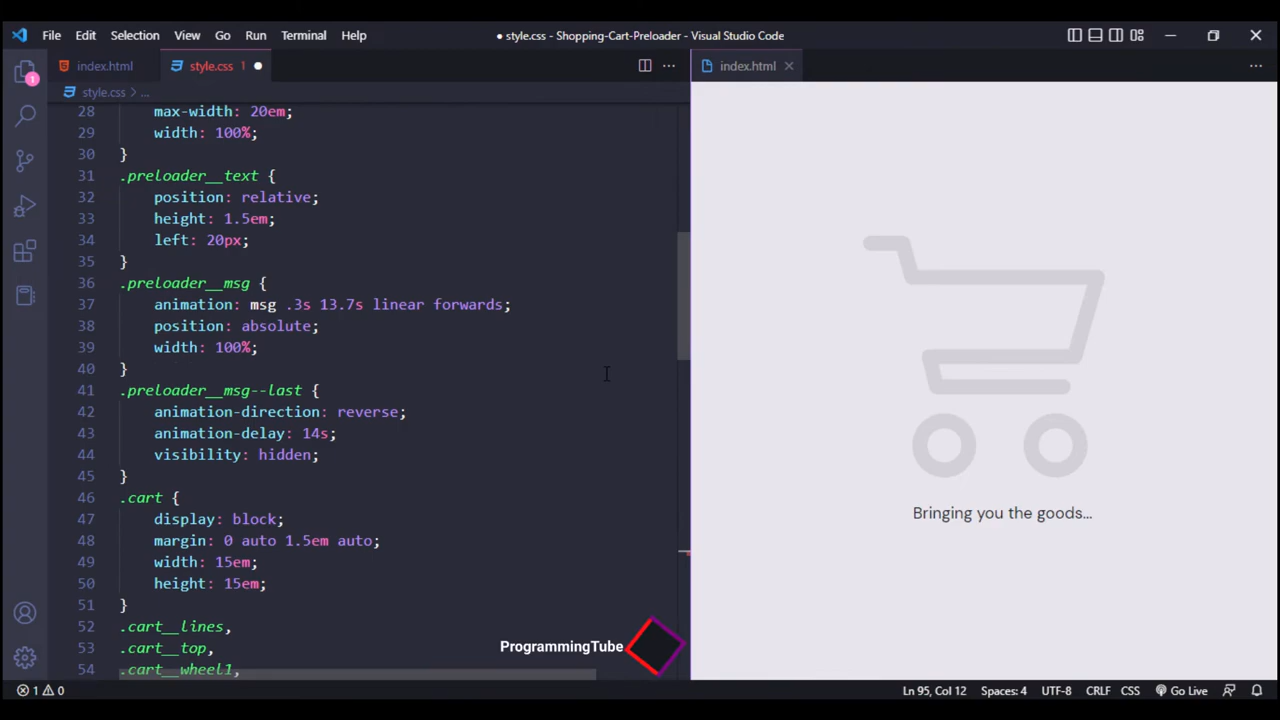 File Edit Selection View Go Run Terminal Help
● style.css - Shopping-Cart-Preloader - Visual Studio Code
1
index.html
style.css 1 ●
index.html
style.css > ...
28 max-width: 20em;
29 width: 100%;
30 }
31 .preloader__text {
32 position: relative;
33 height: 1.5em;
34 left: 20px;
35 }
36 .preloader__msg {
37 animation: msg .3s 13.7s linear forwards;
38 position: absolute;
39 width: 100%;
40 }
41 .preloader__msg--last {
42 animation-direction: reverse;
43 animation-delay: 14s;
44 visibility: hidden;
45 }
46 .cart {
47 display: block;
48 margin: 0 auto 1.5em auto;
49 width: 15em;
50 height: 15em;
51 }
52 .cart__lines,
53 .cart__top,
54 .cart__wheel1,
Bringing you the goods...
ProgrammingTube
1 0
Ln 95, Col 12 Spaces: 4 UTF-8 CRLF CSS Go Live